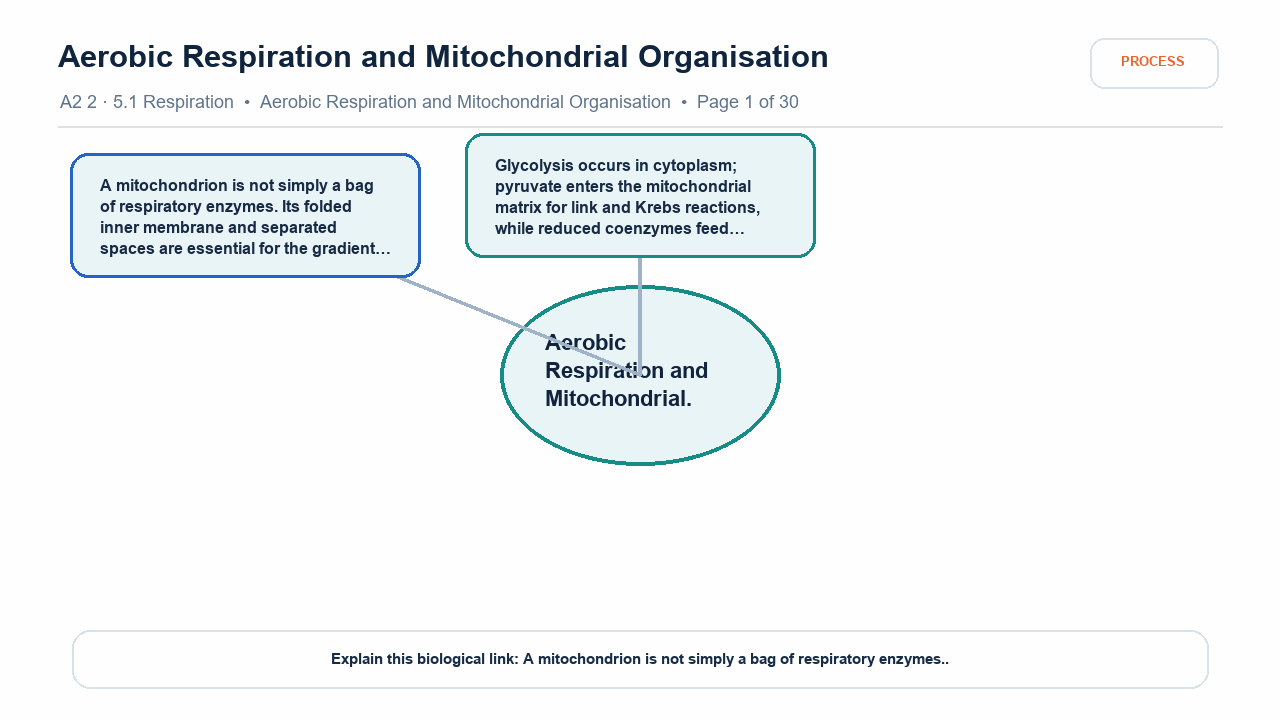 Aerobic Respiration and Mitochondrial Organisation
PROCESS
A2 2 · 5.1 Respiration • Aerobic Respiration and Mitochondrial Organisation • Page 1 of 30
A mitochondrion is not simply a bag
of respiratory enzymes. Its folded
inner membrane and separated
spaces are essential for the gradient…
Glycolysis occurs in cytoplasm;
pyruvate enters the mitochondrial
matrix for link and Krebs reactions,
while reduced coenzymes feed…
Aerobic
Respiration and
Mitochondrial.
Explain this biological link: A mitochondrion is not simply a bag of respiratory enzymes..